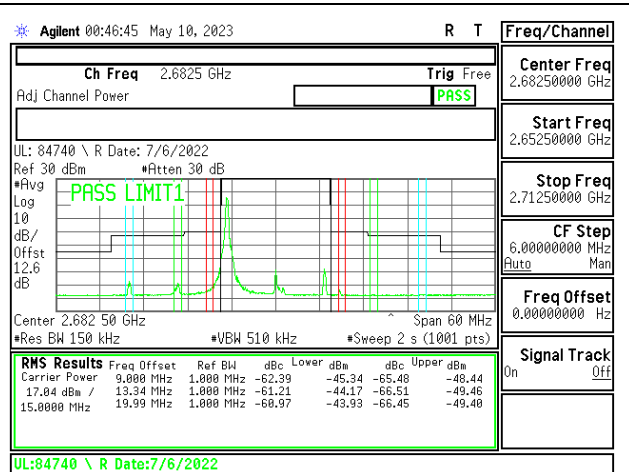 Agilent 00:46:45 May 10, 2023 R T
Freq/Channel
Ch Freq 2.6825 GHz Trig Free
Adj Channel Power PASS
UL: 84740 \ R Date: 7/6/2022
Ref 30 dBm #Atten 30 dB
#Avg
Log
10
dB/
Offst
12.6
dB
PASS LIMIT1
Center 2.682 50 GHz ^ Span 60 MHz
#Res BW 150 kHz #VBW 510 kHz #Sweep 2 s (1001 pts)
RMS Results Freq Offset Ref BW dBc Lower dBm dBc Upper dBm
Carrier Power 9.000 MHz 1.000 MHz -62.39 -45.34 -65.48 -48.44
17.04 dBm / 13.34 MHz 1.000 MHz -61.21 -44.17 -66.51 -49.46
15.0000 MHz 19.99 MHz 1.000 MHz -60.97 -43.93 -66.45 -49.40
UL:84740 \ R Date:7/6/2022
Center Freq
2.68250000 GHz
Start Freq
2.65250000 GHz
Stop Freq
2.71250000 GHz
CF Step
6.00000000 MHz
Auto Man
Freq Offset
0.00000000 Hz
Signal Track
On Off